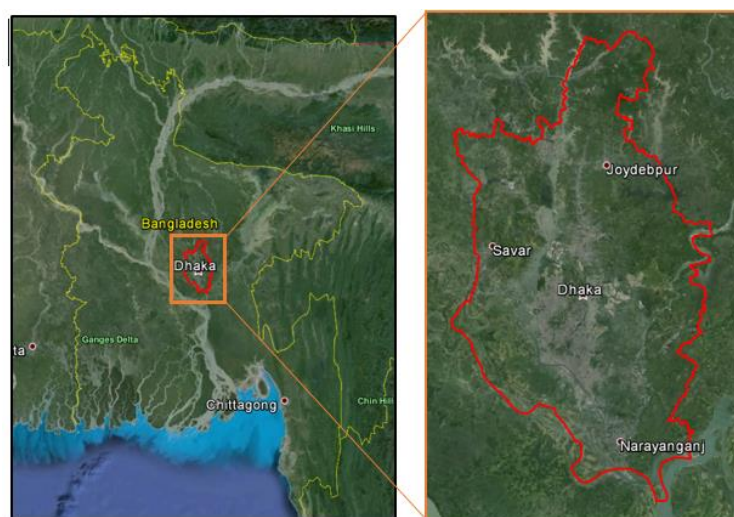 Khasi Hills
Bangladesh
Dhaka
ta
Ganges Delta
Chittagong
Chin Hill
Joydebpur
Savar
Dhaka
Narayanganj